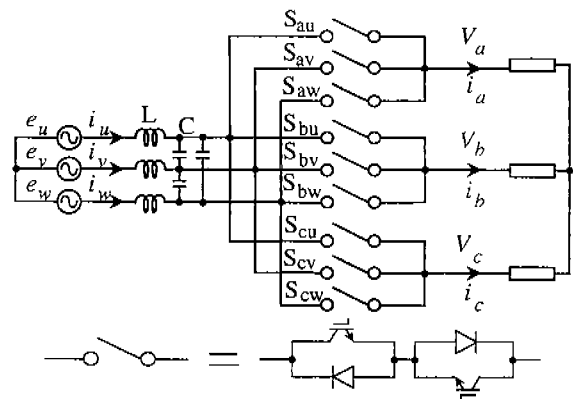 S_au
S_av
S_aw
S_bu
S_bv
S_bw
S_cu
S_cv
S_cw
e_u i_u L C
e_v i_v
e_w i_w
V_a
i_a
V_b
i_b
V_c
i_c
=